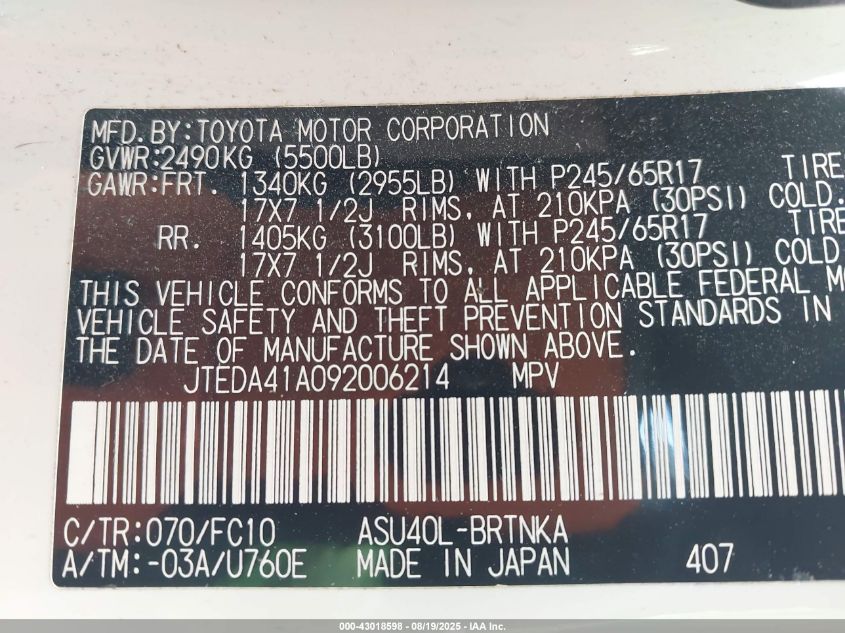 MFD.BY:TOYOTA MOTOR CORPORATION
GVWR:2490KG (5500LB)
GAWR:FRT. 1340KG (2955LB) WITH P245/65R17 TIRE
17X7 1/2J RIMS, AT 210KPA (30PSI) COLD.
RR. 1405KG (3100LB) WITH P245/65R17 TIRE
17X7 1/2J RIMS, AT 210KPA (30PSI) COLD
THIS VEHICLE CONFORMS TO ALL APPLICABLE FEDERAL MO
VEHICLE SAFETY AND THEFT PREVENTION STANDARDS IN
THE DATE OF MANUFACTURE SHOWN ABOVE.
JTEDA41A092006214 MPV
C/TR:070/FC10 ASU40L-BRTNKA
A/TM:-03A/U760E MADE IN JAPAN 407
000-43018598 - 08/19/2025 - IAA Inc.